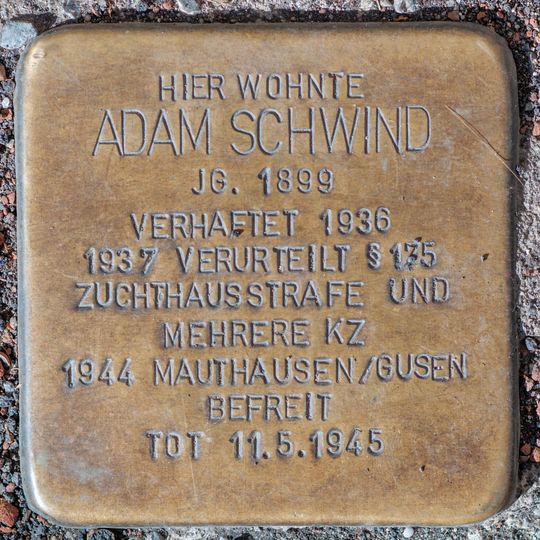 HIER WOHNTE
ADAM SCHWIND
JG. 1899
VERHAFTET 1936
1937 VERURTEILT § 175
ZUCHTHAUSSTRAFE UND
MEHRERE KZ
1944 MAUTHAUSEN/GUSEN
BEFREIT
TOT 11.5.1945